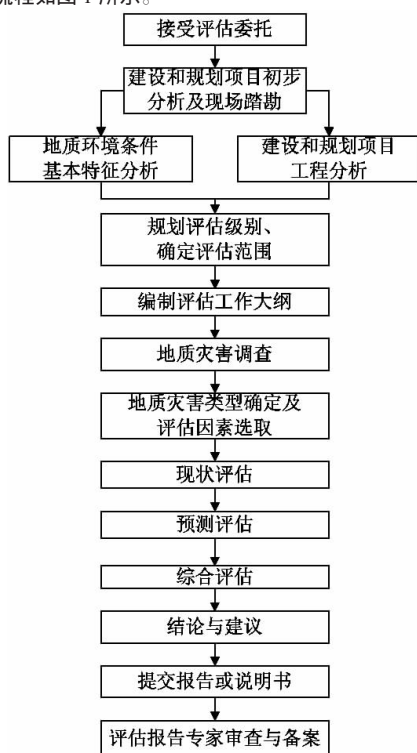 流程如图1所示。
接受评估委托
建设和规划项目初步
分析及现场踏勘
地质环境条件
基本特征分析
建设和规划项目
工程分析
规划评估级别、
确定评估范围
编制评估工作大纲
地质灾害调查
地质灾害类型确定及
评估因素选取
现状评估
预测评估
综合评估
结论与建议
提交报告或说明书
评估报告专家审查与备案